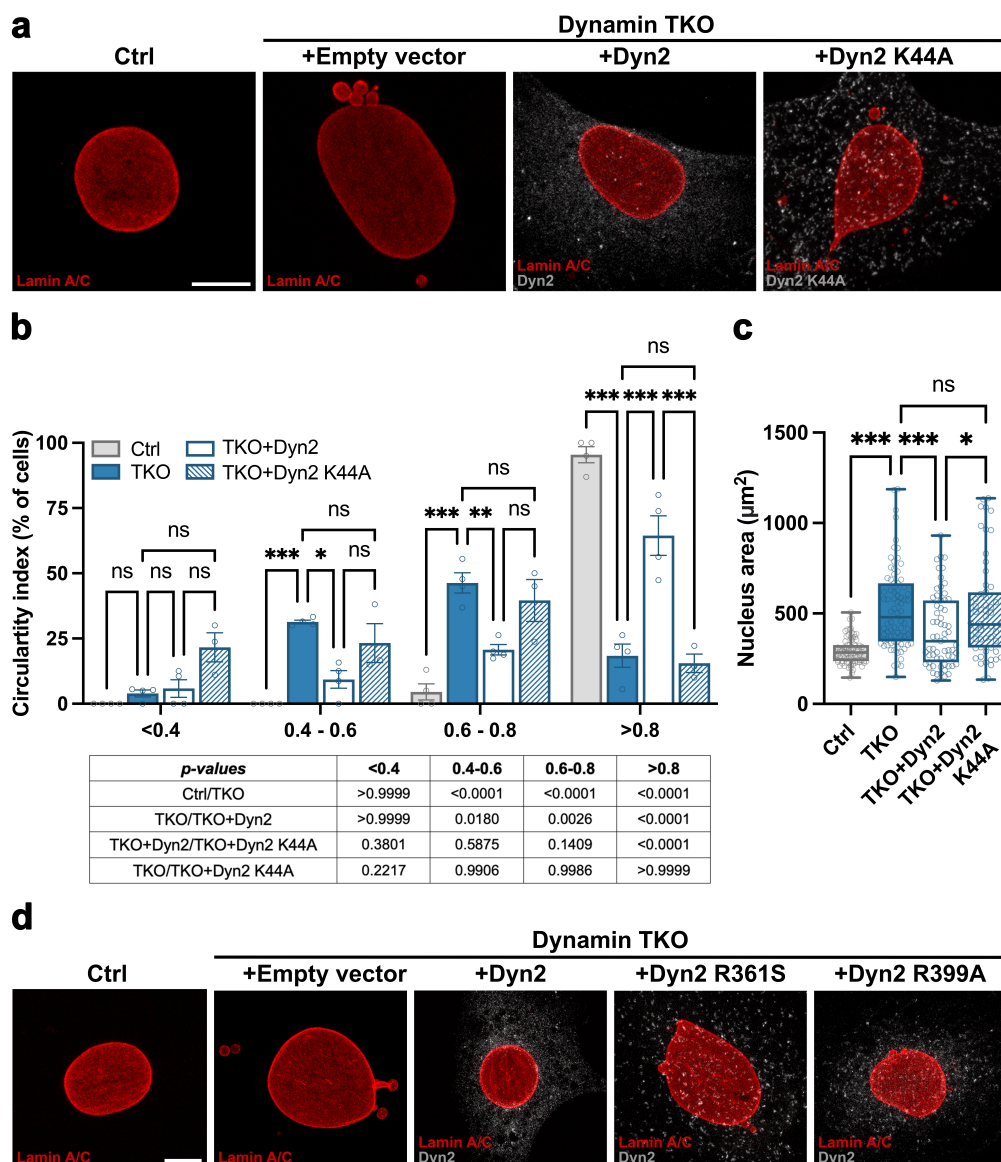 a
Dynamin TKO
Ctrl
+Empty vector
+Dyn2
+Dyn2 K44A
Lamin A/C
Lamin A/C
Lamin A/C
Dyn2
Lamin A/C
Dyn2 K44A
b
Circulartity index (% of cells)
100
75
50
25
0
Ctrl
TKO
TKO+Dyn2
TKO+Dyn2 K44A
ns
ns
ns
ns
ns
*** * ns
ns
*** ** ns
ns
*** *** ***
<0.4
0.4 - 0.6
0.6 - 0.8
>0.8
p-values <0.4 0.4-0.6 0.6-0.8 >0.8
Ctrl/TKO >0.9999 <0.0001 <0.0001 <0.0001
TKO/TKO+Dyn2 >0.9999 0.0180 0.0026 <0.0001
TKO+Dyn2/TKO+Dyn2 K44A 0.3801 0.5875 0.1409 <0.0001
TKO/TKO+Dyn2 K44A 0.2217 0.9906 0.9986 >0.9999
c
Nucleus area (µm²)
1500
1000
500
0
ns
*** *** *
Ctrl
TKO
TKO+Dyn2
TKO+Dyn2
K44A
d
Dynamin TKO
Ctrl
+Empty vector
+Dyn2
+Dyn2 R361S
+Dyn2 R399A
Lamin A/C
Lamin A/C
Lamin A/C
Dyn2
Lamin A/C
Dyn2
Lamin A/C
Dyn2